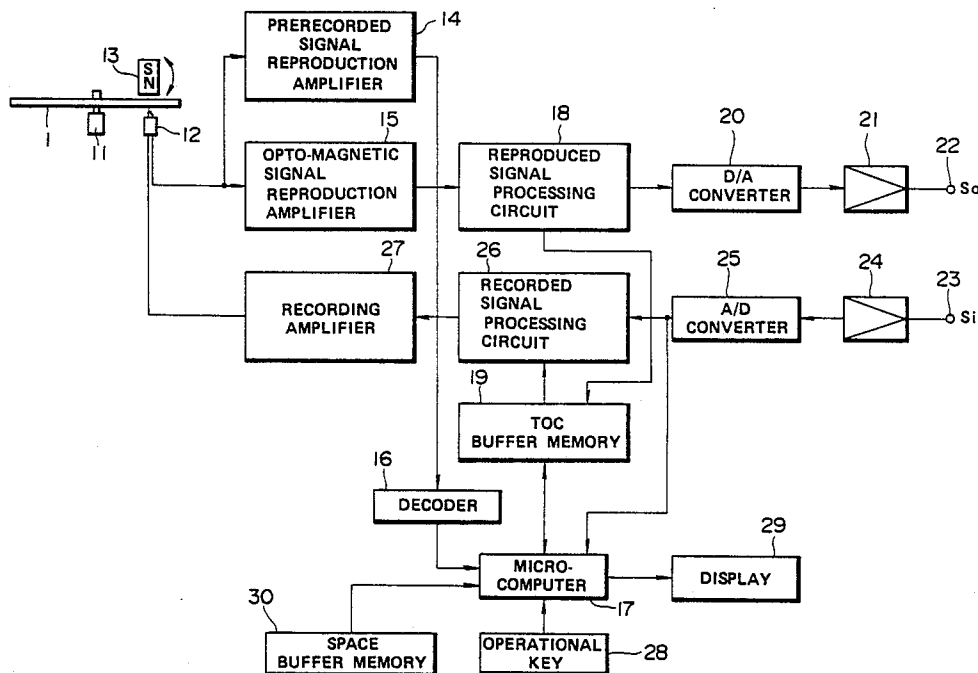 14
PRERECORDED
SIGNAL
REPRODUCTION
AMPLIFIER
13
S
N
1
11
12
15
OPTO-MAGNETIC
SIGNAL
REPRODUCTION
AMPLIFIER
18
REPRODUCED
SIGNAL
PROCESSING
CIRCUIT
20
D/A
CONVERTER
21
22
So
27
RECORDING
AMPLIFIER
26
RECORDED
SIGNAL
PROCESSING
CIRCUIT
25
A/D
CONVERTER
24
23
Si
19
TOC
BUFFER MEMORY
16
DECODER
MICRO-
COMPUTER
17
29
DISPLAY
30
SPACE
BUFFER MEMORY
OPERATIONAL
KEY
28